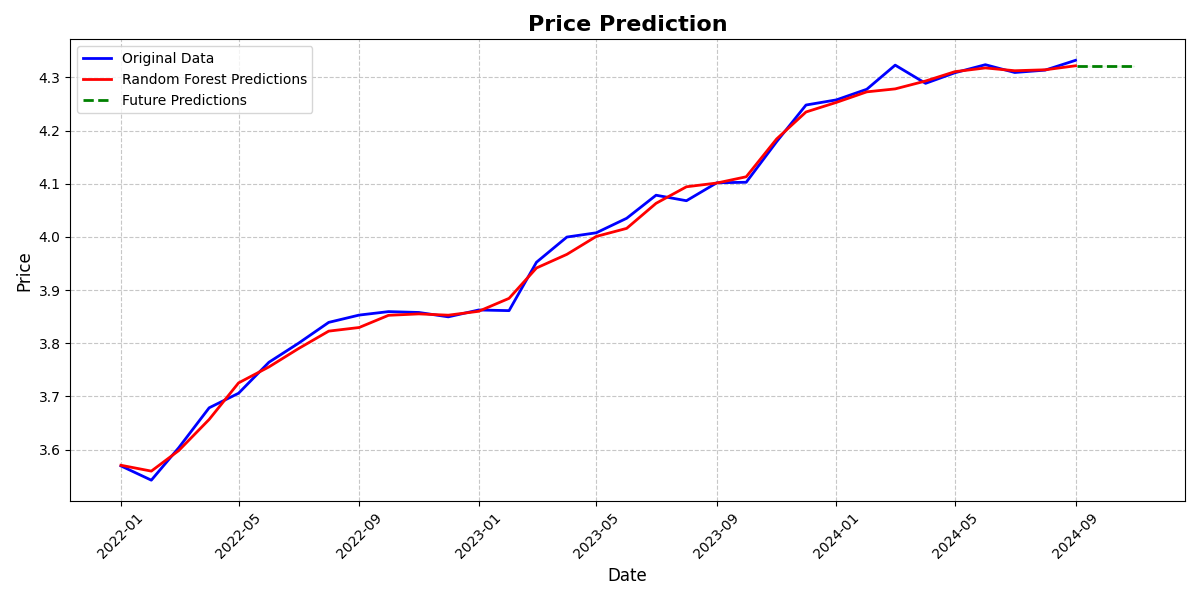 Price Prediction
Original Data
Random Forest Predictions
Future Predictions
4.3
4.2
4.1
4.0
3.9
3.8
3.7
3.6
Price
2022-01
2022-05
2022-09
2023-01
2023-05
2023-09
2024-01
2024-05
2024-09
Date